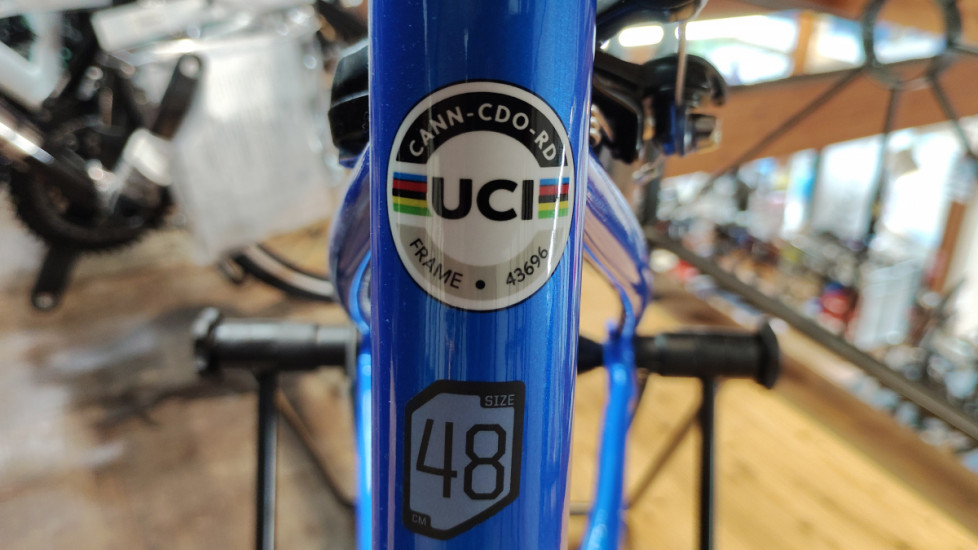 CANN-CDO-RD
UCI
FRAME • 43696
SIZE
48
CM